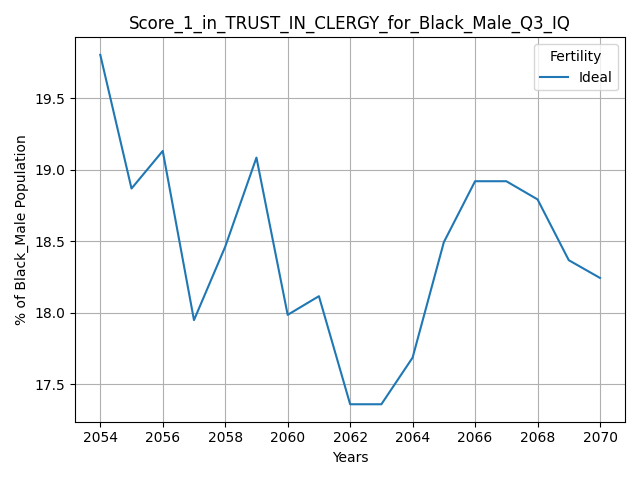 Score_1_in_TRUST_IN_CLERGY_for_Black_Male_Q3_IQ
Fertility
Ideal
% of Black_Male Population
19.5
19.0
18.5
18.0
17.5
2054 2056 2058 2060 2062 2064 2066 2068 2070
Years